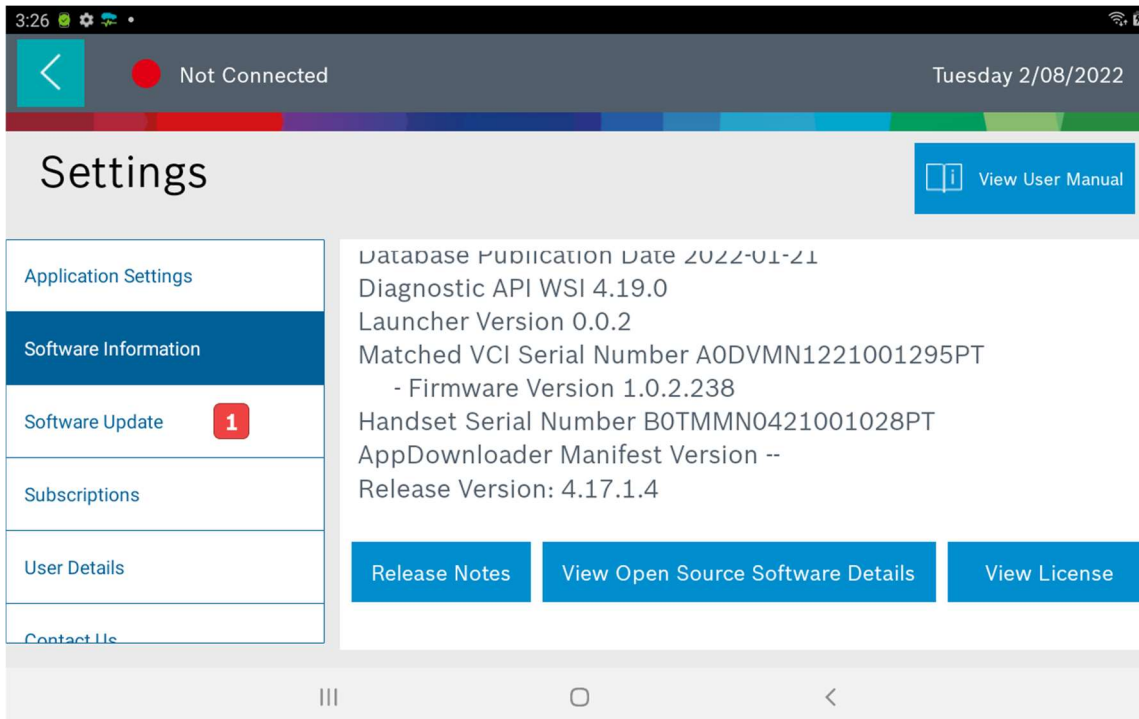 3:26
Not Connected
Tuesday 2/08/2022
Settings
View User Manual
Application Settings
Software Information
Software Update 1
Subscriptions
User Details
Contact Us
Database Publication Date 2022-01-21
Diagnostic API WSI 4.19.0
Launcher Version 0.0.2
Matched VCI Serial Number A0DVMN1221001295PT
- Firmware Version 1.0.2.238
Handset Serial Number B0TMMN0421001028PT
AppDownloader Manifest Version --
Release Version: 4.17.1.4
Release Notes
View Open Source Software Details
View License